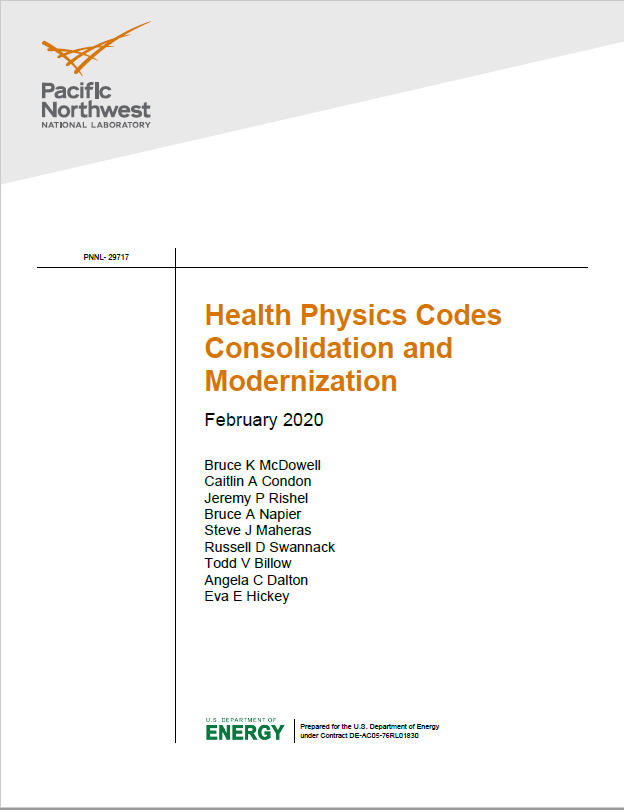 Pacific
Northwest
NATIONAL LABORATORY
PNNL- 29717
Health Physics Codes
Consolidation and
Modernization
February 2020
Bruce K McDowell
Caitlin A Condon
Jeremy P Rishel
Bruce A Napier
Steve J Maheras
Russell D Swannack
Todd V Billow
Angela C Dalton
Eva E Hickey
U.S. DEPARTMENT OF
ENERGY
Prepared for the U.S. Department of Energy
under Contract DE-AC05-76RL01830